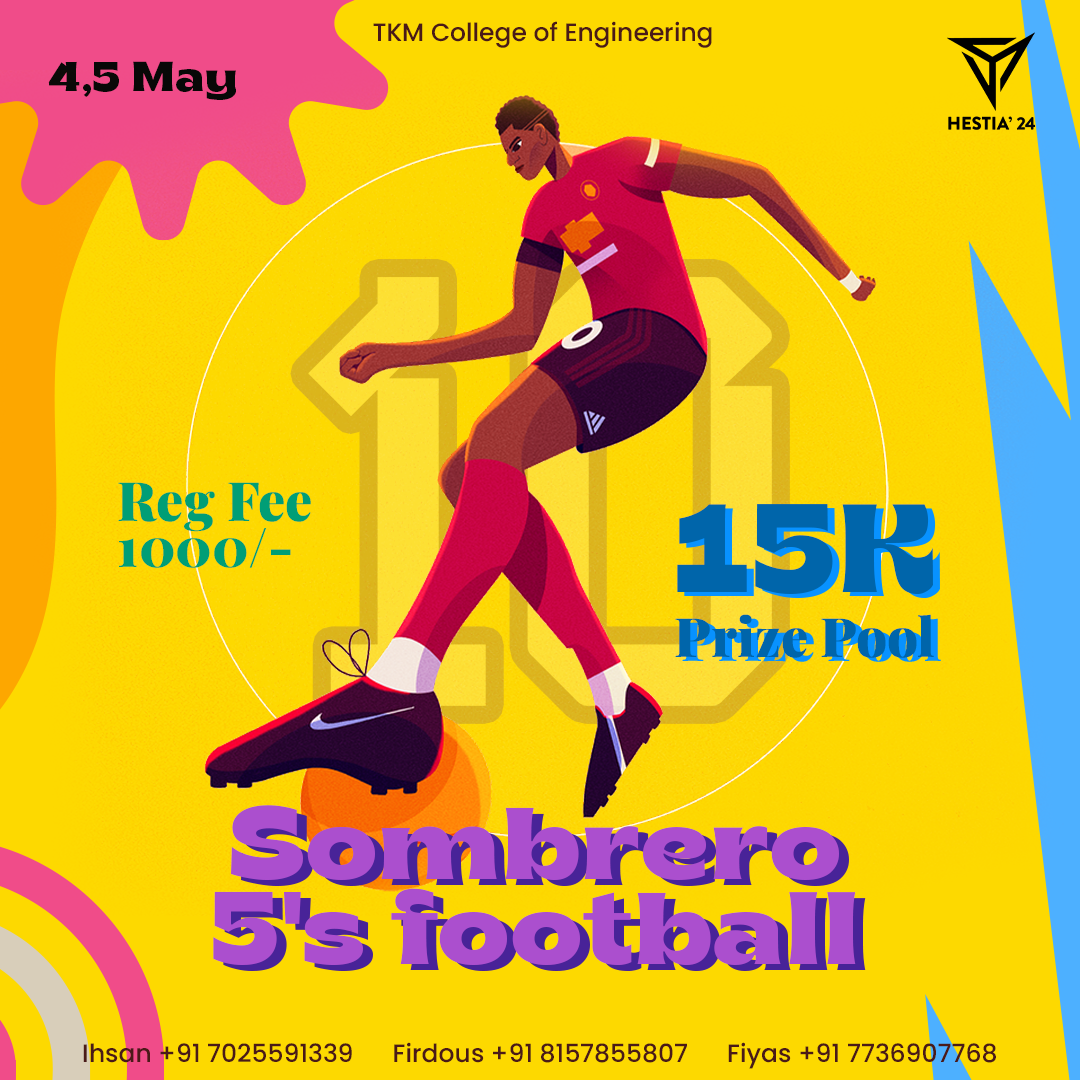 TKM College of Engineering
4,5 May
HESTIA' 24
10
Reg Fee
1000/-
15K
Prize Pool
Sombrero
5's football
Ihsan +91 7025591339 Firdous +91 8157855807 Fiyas +91 7736907768